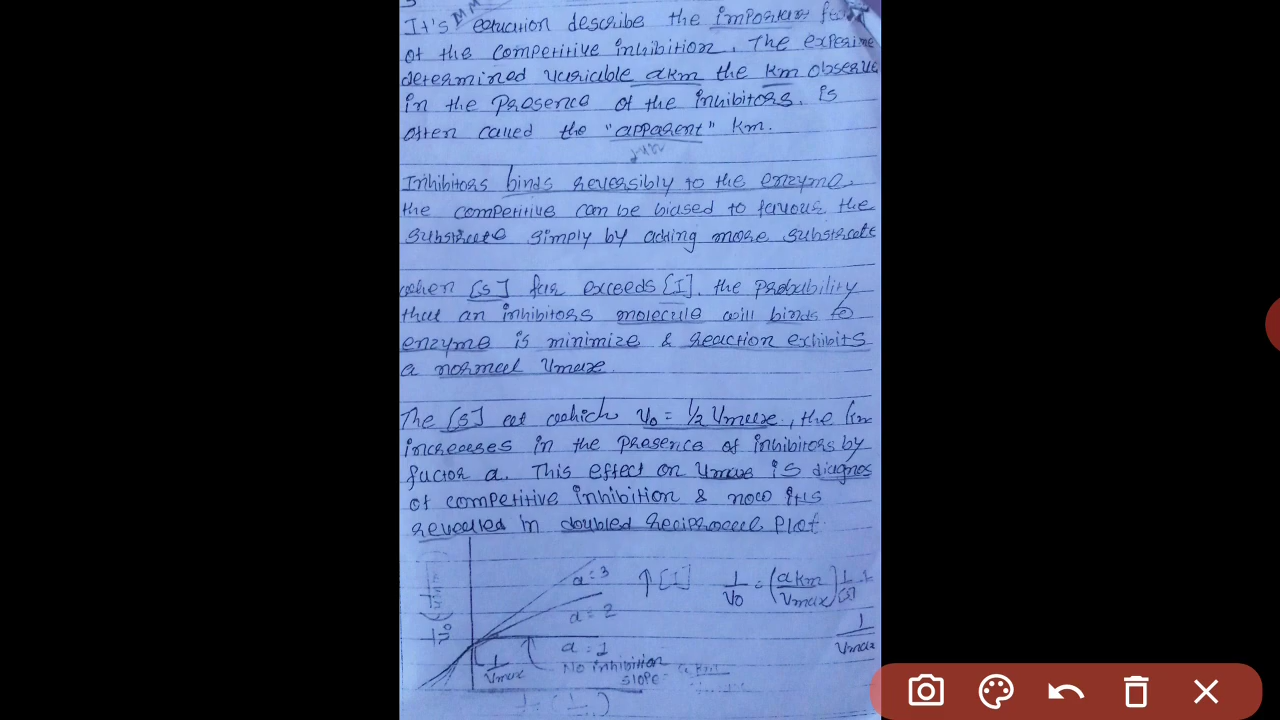 MM
It's equation describe the important
of the competitive inhibition. The experime
determined variable αKm the Km observe
in the presence of the inhibitors. is
often called the "apparent" Km.
Inhibitors binds reversibly to the enzyme.
the competitive can be biased to favour the
substrate simply by adding more substrate
when [S] far exceeds [I]. the probability
that an inhibitors molecule will binds to
enzyme is minimize & reaction exhibits
a normal Vmax.
The [S] at which V₀ = ½ Vmax, the Km
increases in the presence of inhibitors by
factor α. This effect on Vmax is diagnos
of competitive inhibition & now it is
revealed in doubled reciprocal Plot.
α = 3
↑ [I]
1/V₀ = (αKm/Vmax) 1/[S] +
α = 2
1/V₀
1/Vmax
α = 1
1/Vmax
No inhibition
slope = αKm